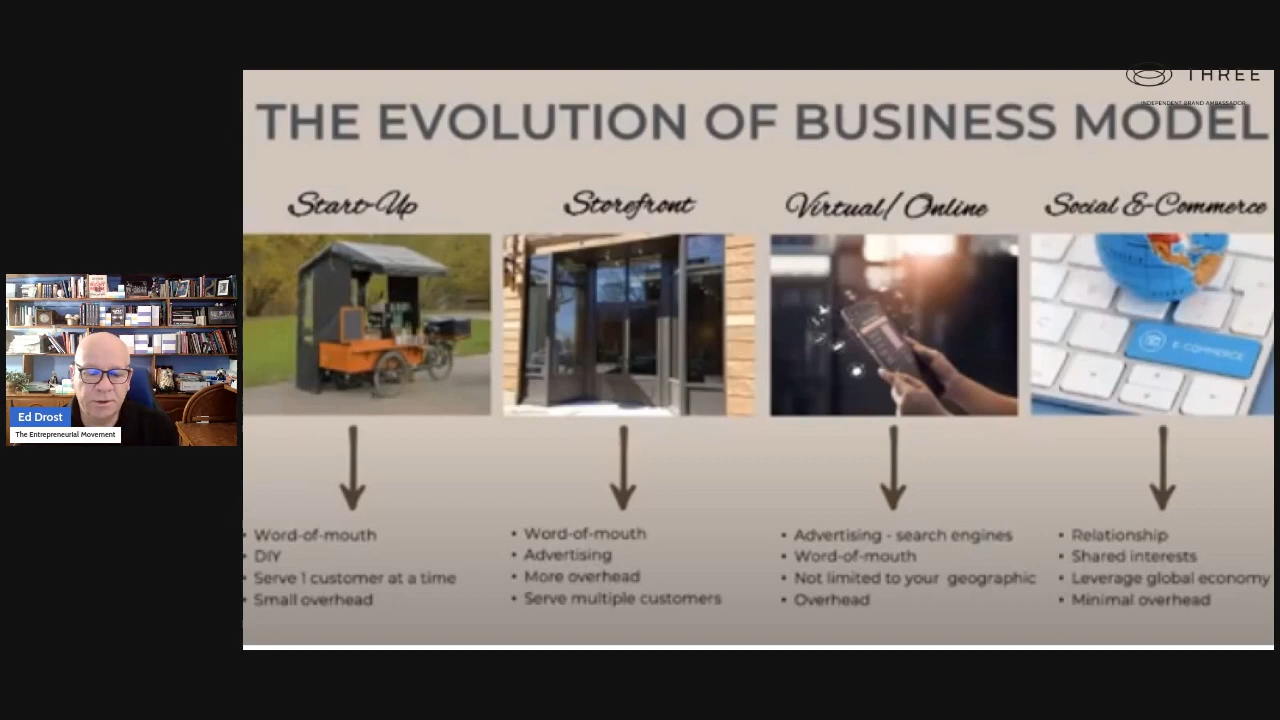 THREE
INDEPENDENT BRAND AMBASSADOR
THE EVOLUTION OF BUSINESS MODEL
Start-Up
Storefront
Virtual/ Online
Social E-Commerce
E-COMMERCE
• Word-of-mouth
• DIY
• Serve 1 customer at a time
• Small overhead
• Word-of-mouth
• Advertising
• More overhead
• Serve multiple customers
• Advertising - search engines
• Word-of-mouth
• Not limited to your geographic
• Overhead
• Relationship
• Shared interests
• Leverage global economy
• Minimal overhead
Ed Drost
The Entrepreneurial Movement